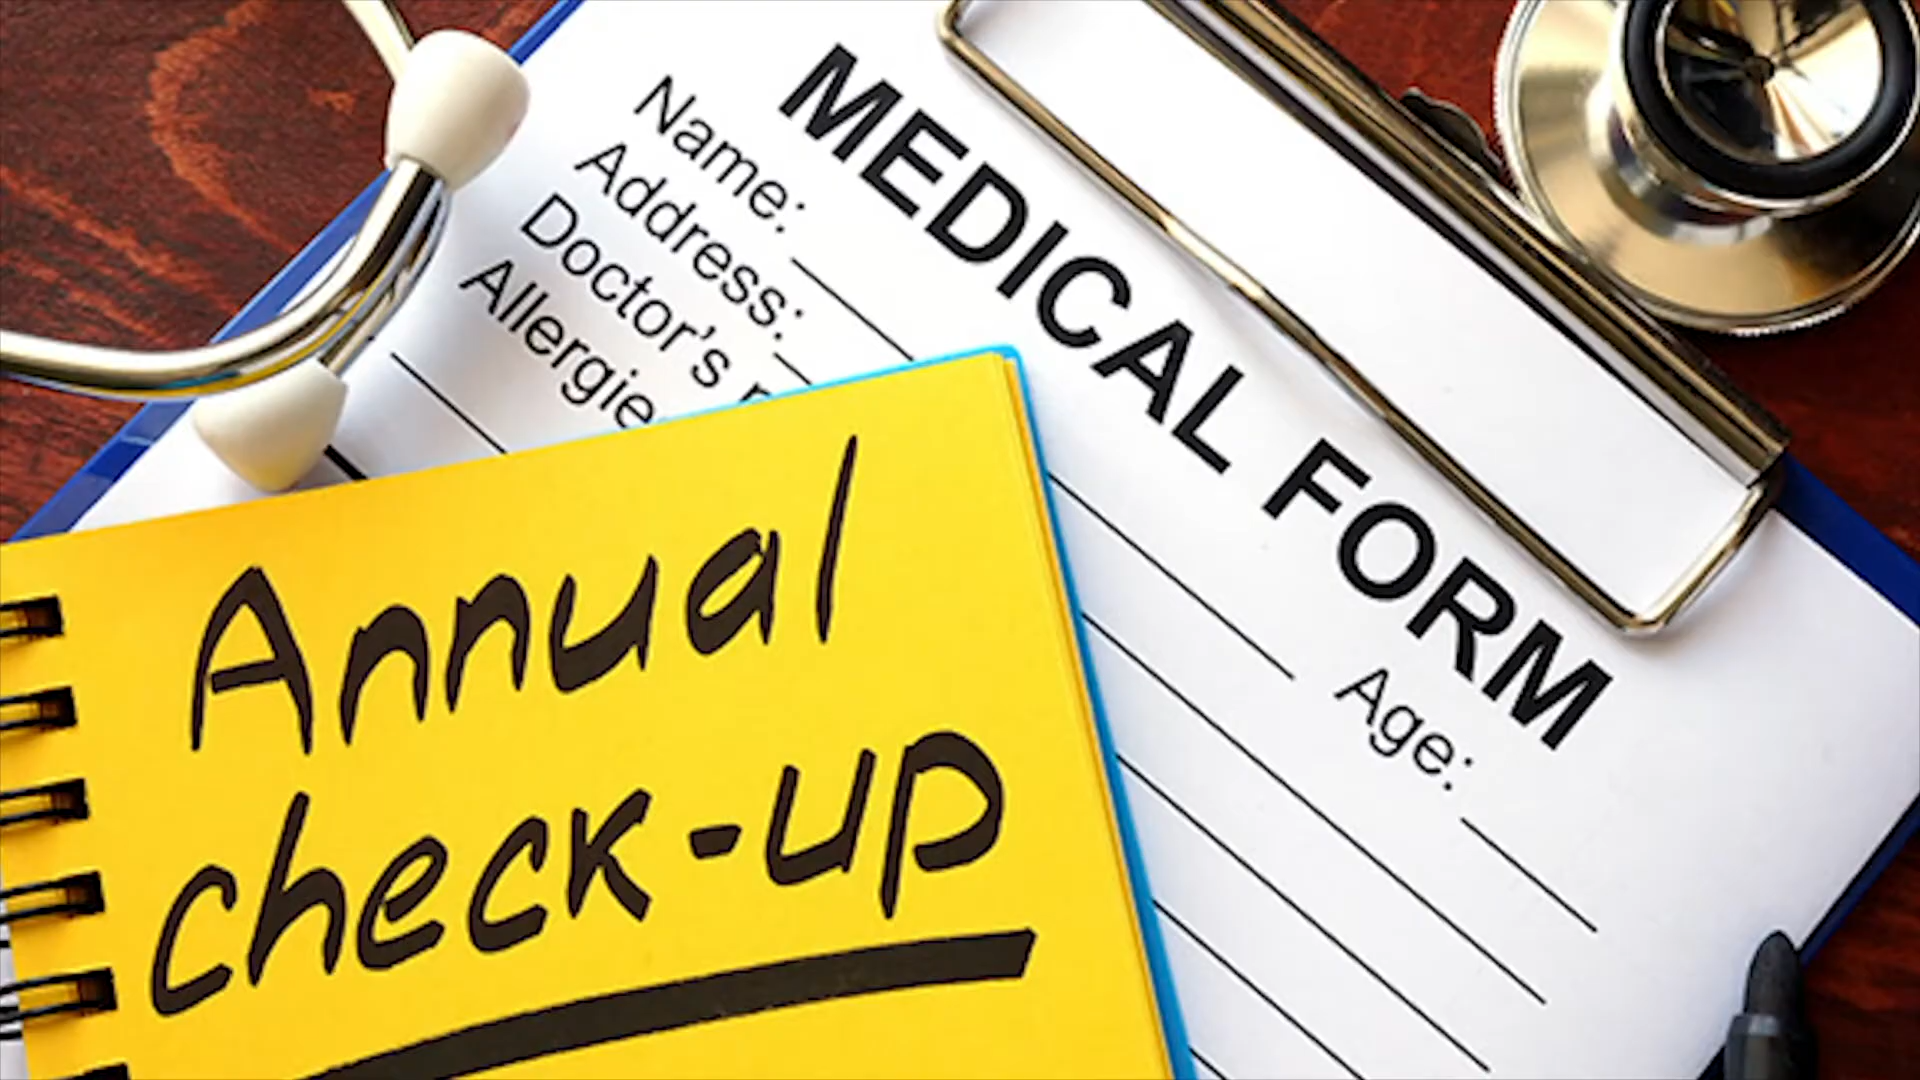 MEDICAL FORM
Name:
Address:
Doctor's
Age:
Annual
check-up